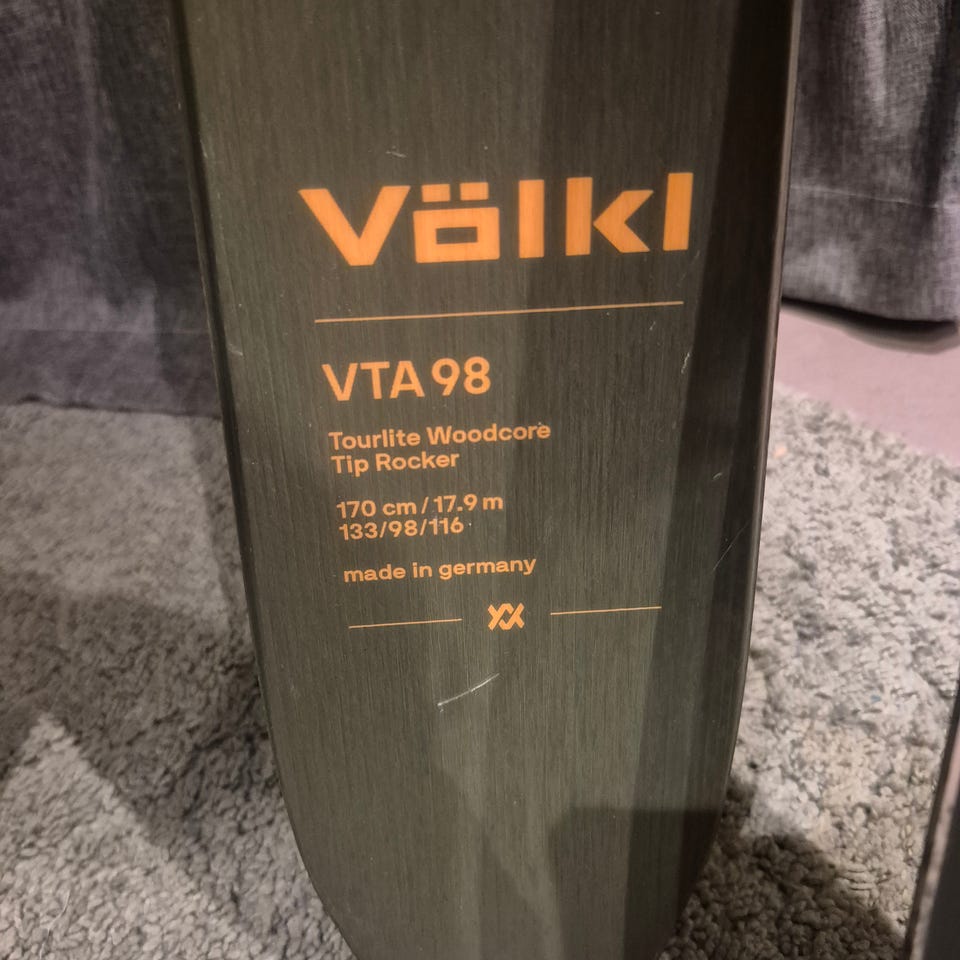 Völkl
VTA 98
Tourlite Woodcore
Tip Rocker
170 cm / 17.9 m
133/98/116
made in germany